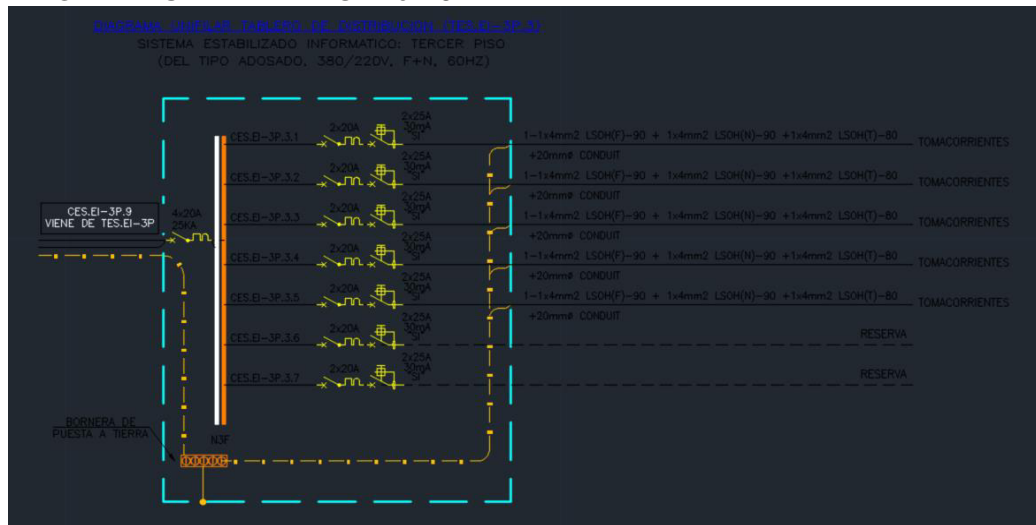 DIAGRAMA UNIFILAR TABLERO DE DISTRIBUCION (TES.EI-3P.3)
SISTEMA ESTABILIZADO INFORMATICO: TERCER PISO
(DEL TIPO ADOSADO, 380/220V, F+N, 60HZ)
CES.EI-3P.9
VIENE DE TES.EI-3P
4x20A
25KA
CES.EI-3P.3.1
2x20A
2x25A
30mA
"SI"
1-1x4mm2 LSOH(F)-90 + 1x4mm2 LSOH(N)-90 +1x4mm2 LSOH(T)-80
+20mmø CONDUIT
TOMACORRIENTES
CES.EI-3P.3.2
2x20A
2x25A
30mA
"SI"
1-1x4mm2 LSOH(F)-90 + 1x4mm2 LSOH(N)-90 +1x4mm2 LSOH(T)-80
+20mmø CONDUIT
TOMACORRIENTES
CES.EI-3P.3.3
2x20A
2x25A
30mA
"SI"
1-1x4mm2 LSOH(F)-90 + 1x4mm2 LSOH(N)-90 +1x4mm2 LSOH(T)-80
+20mmø CONDUIT
TOMACORRIENTES
CES.EI-3P.3.4
2x20A
2x25A
30mA
"SI"
1-1x4mm2 LSOH(F)-90 + 1x4mm2 LSOH(N)-90 +1x4mm2 LSOH(T)-80
+20mmø CONDUIT
TOMACORRIENTES
CES.EI-3P.3.5
2x20A
2x25A
30mA
"SI"
1-1x4mm2 LSOH(F)-90 + 1x4mm2 LSOH(N)-90 +1x4mm2 LSOH(T)-80
+20mmø CONDUIT
TOMACORRIENTES
CES.EI-3P.3.6
2x20A
2x25A
30mA
"SI"
RESERVA
CES.EI-3P.3.7
2x20A
2x25A
30mA
"SI"
RESERVA
BORNERA DE
PUESTA A TIERRA
N3F